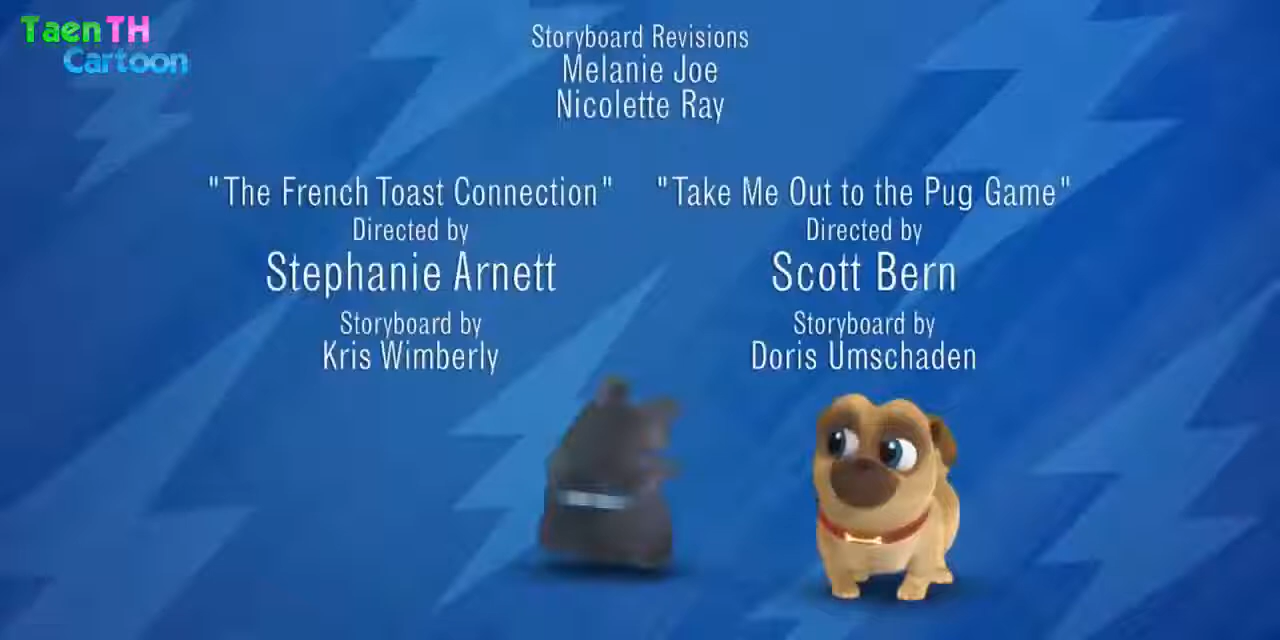 TaenTH
Cartoon
Storyboard Revisions
Melanie Joe
Nicolette Ray
"The French Toast Connection"
Directed by
Stephanie Arnett
Storyboard by
Kris Wimberly
"Take Me Out to the Pug Game"
Directed by
Scott Bern
Storyboard by
Doris Umschaden